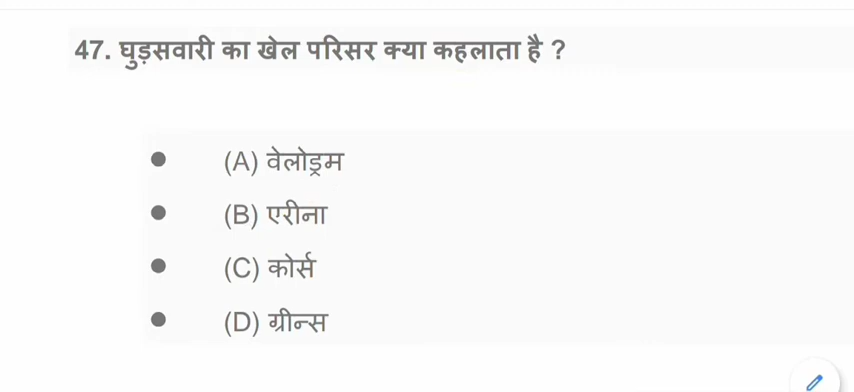 47. घुड़सवारी का खेल परिसर क्या कहलाता है ?
(A) वेलोड्रम
(B) एरीना
(C) कोर्स
(D) ग्रीन्स